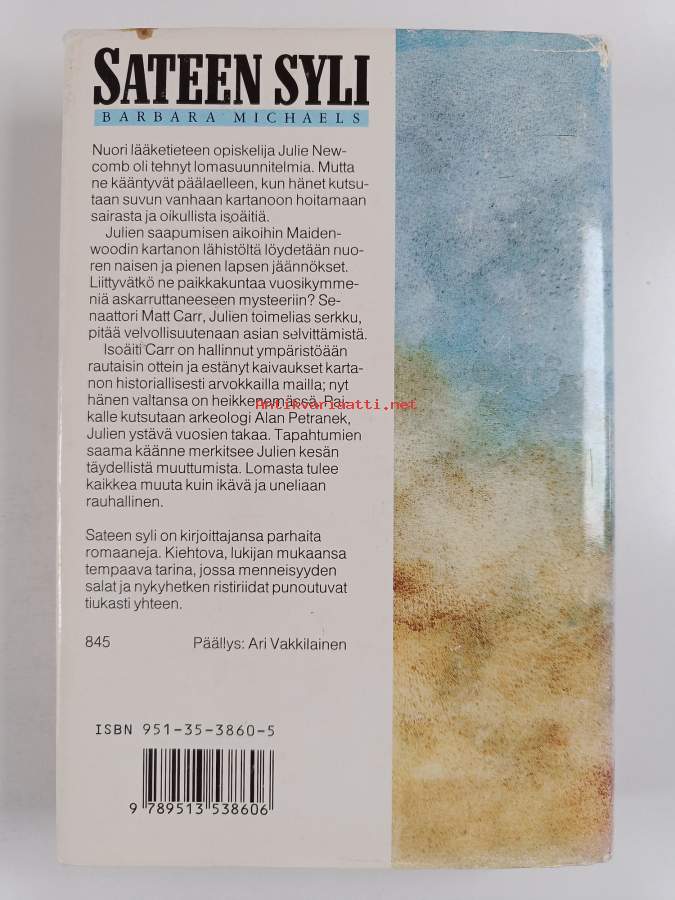 SATEEN SYLI
BARBARA MICHAELS
Nuori lääketieteen opiskelija Julie New-
comb oli tehnyt lomasuunnitelmia. Mutta
ne kääntyvät päälaelleen, kun hänet kutsu-
taan suvun vanhaan kartanoon hoitamaan
sairasta ja oikullista isoäitiä.
Julien saapumisen aikoihin Maiden-
woodin kartanon lähistöltä löydetään nuo-
ren naisen ja pienen lapsen jäännökset.
Liittyvätkö ne paikkakuntaa vuosikymme-
niä askarruttaneeseen mysteeriin? Se-
naattori Matt Carr, Julien toimelias serkku,
pitää velvollisuutenaan asian selvittämistä.
Isoäiti Carr on hallinnut ympäristöään
rautaisin ottein ja estänyt kaivaukset karta-
non historiallisesti arvokkailla mailla; nyt
hänen valtansa on heikkenemässä. Pai-
Antikvariaatti.net
kalle kutsutaan arkeologi Alan Petranek,
Julien ystävä vuosien takaa. Tapahtumien
saama käänne merkitsee Julien kesän
täydellistä muuttumista. Lomasta tulee
kaikkea muuta kuin ikävä ja uneliaan
rauhallinen.
Sateen syli on kirjoittajansa parhaita
romaaneja. Kiehtova, lukijan mukaansa
tempaava tarina, jossa menneisyyden
salat ja nykyhetken ristiriidat punoutuvat
tiukasti yhteen.
845 Päällys: Ari Vakkilainen
ISBN 951-35-3860-5
9 789513 538606